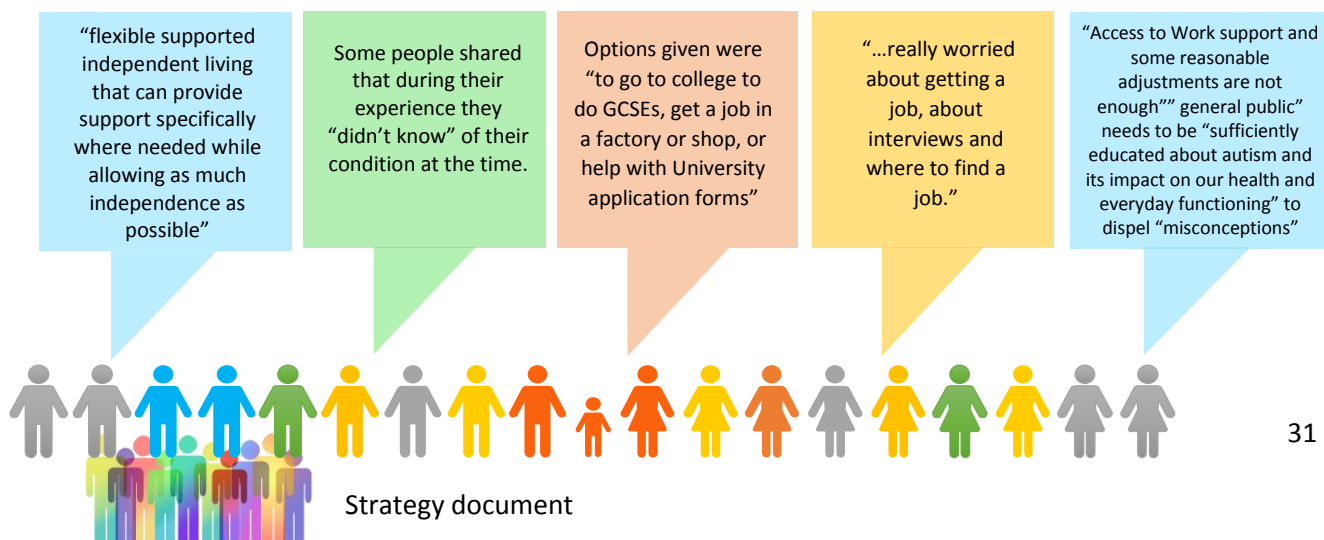 “flexible supported
independent living
that can provide
support specifically
where needed while
allowing as much
independence as
possible”
Some people shared
that during their
experience they
“didn’t know” of their
condition at the time.
Options given were
“to go to college to
do GCSEs, get a job in
a factory or shop, or
help with University
application forms”
“…really worried
about getting a
job, about
interviews and
where to find a
job.”
“Access to Work support and
some reasonable
adjustments are not
enough”” general public”
needs to be “sufficiently
educated about autism and
its impact on our health and
everyday functioning” to
dispel “misconceptions”
31
Strategy document